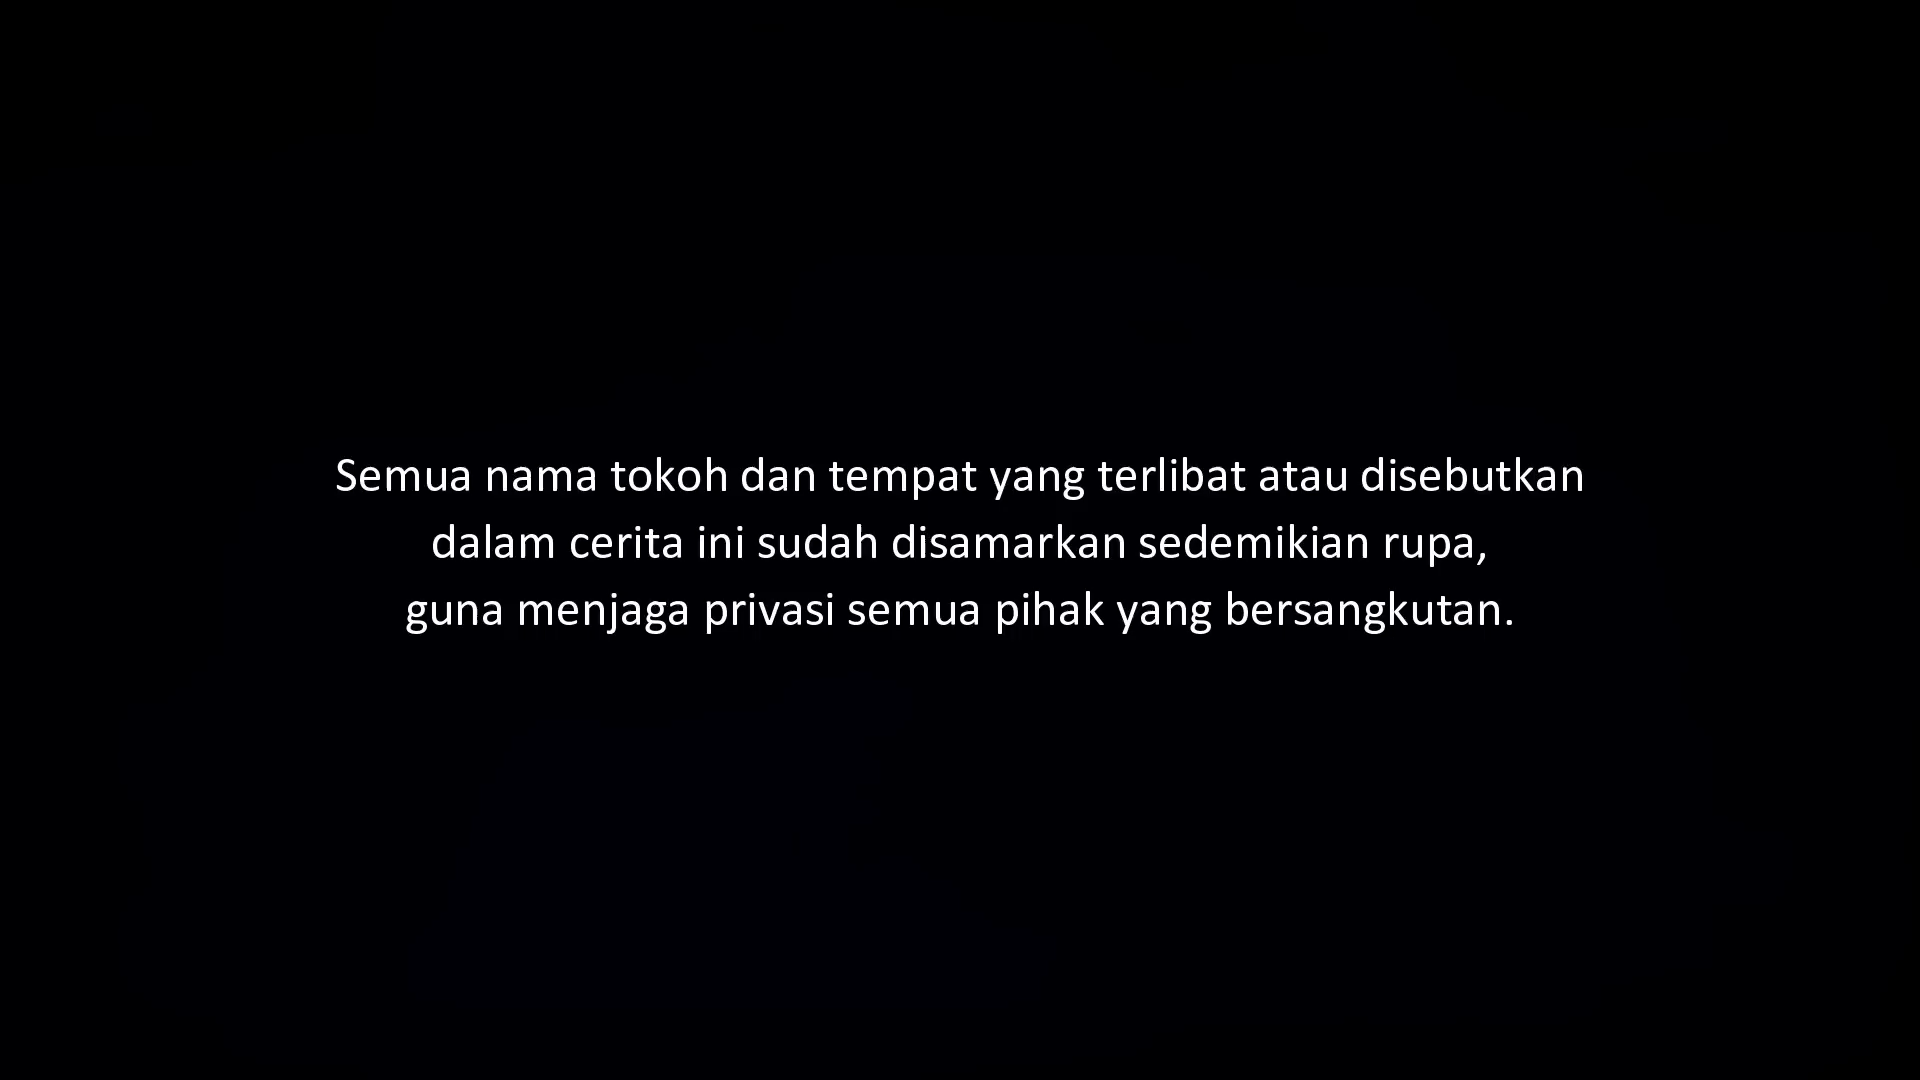 Semua nama tokoh dan tempat yang terlibat atau disebutkan
dalam cerita ini sudah disamarkan sedemikian rupa,
guna menjaga privasi semua pihak yang bersangkutan.